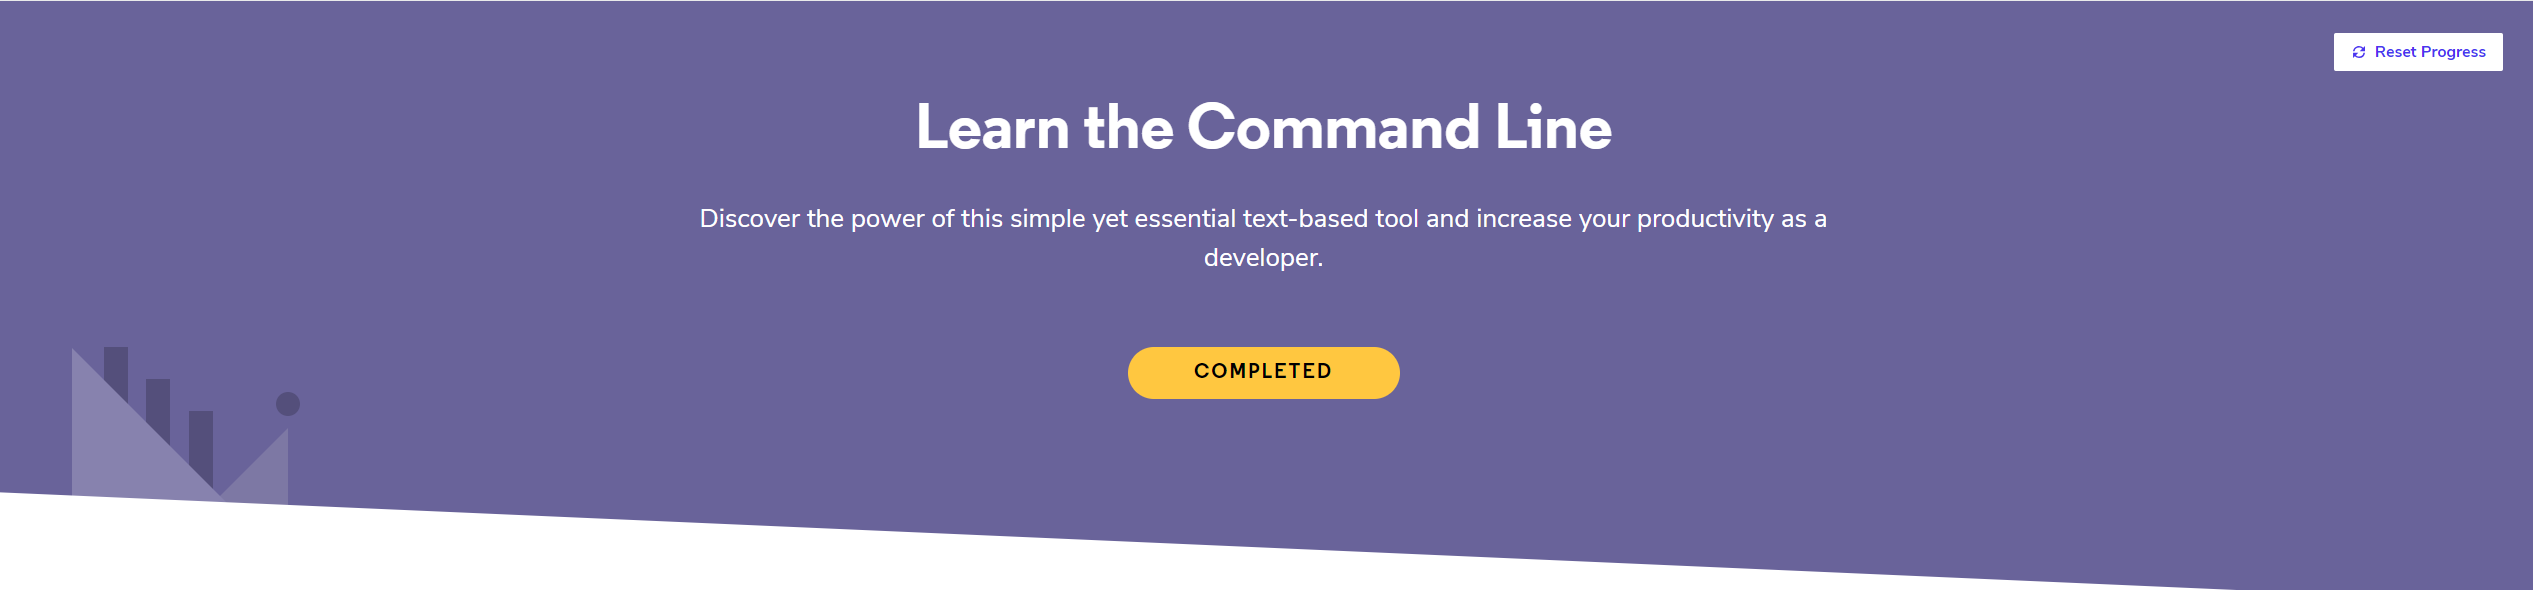 Reset Progress
Learn the Command Line
Discover the power of this simple yet essential text-based tool and increase your productivity as a
developer.
COMPLETED